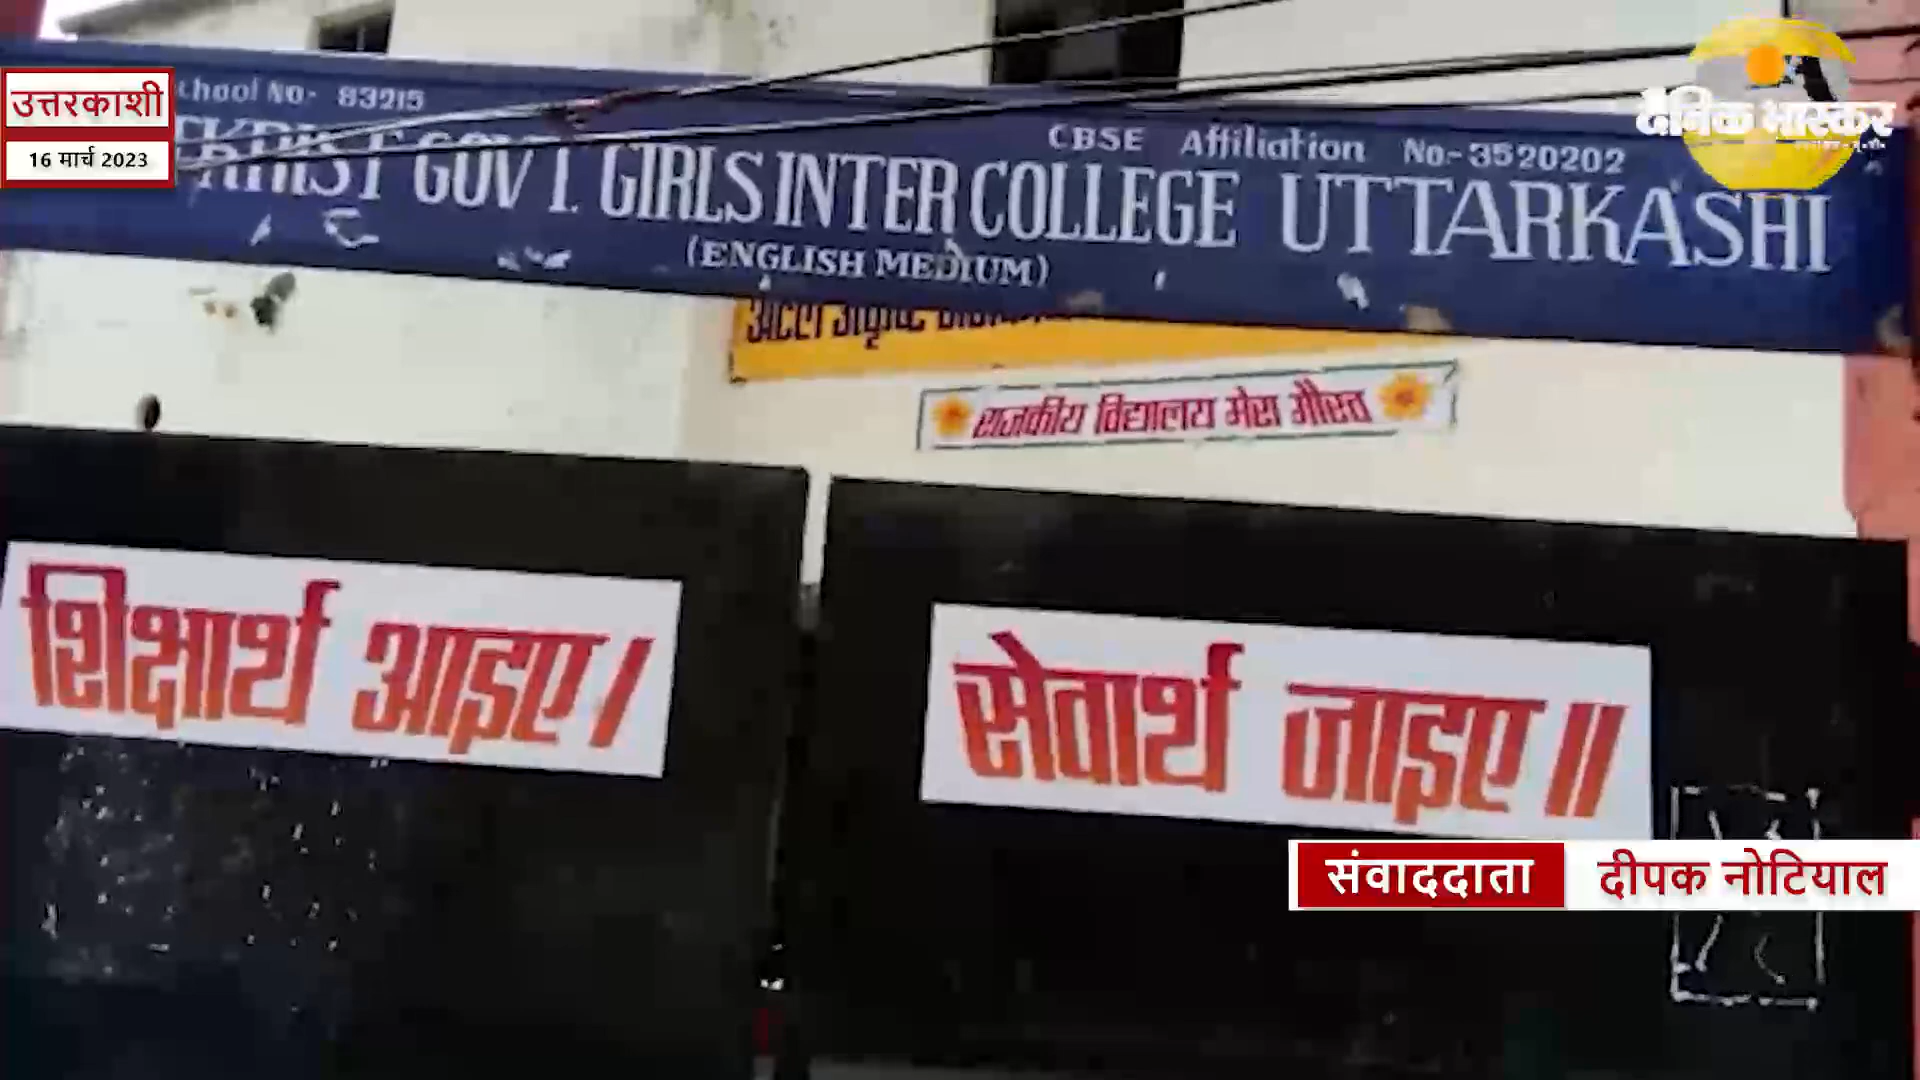 उत्तरकाशी
16 मार्च 2023
दैनिक भास्कर
School No- 83215
CBSE Affiliation No-3520202
GOVT. GIRLS INTER COLLEGE UTTARKASHI
(ENGLISH MEDIUM)
राजकीय विद्यालय मेरा गौरव
शिक्षार्थ आइए।
सेवार्थ जाइए॥
संवाददाता
दीपक नोटियाल